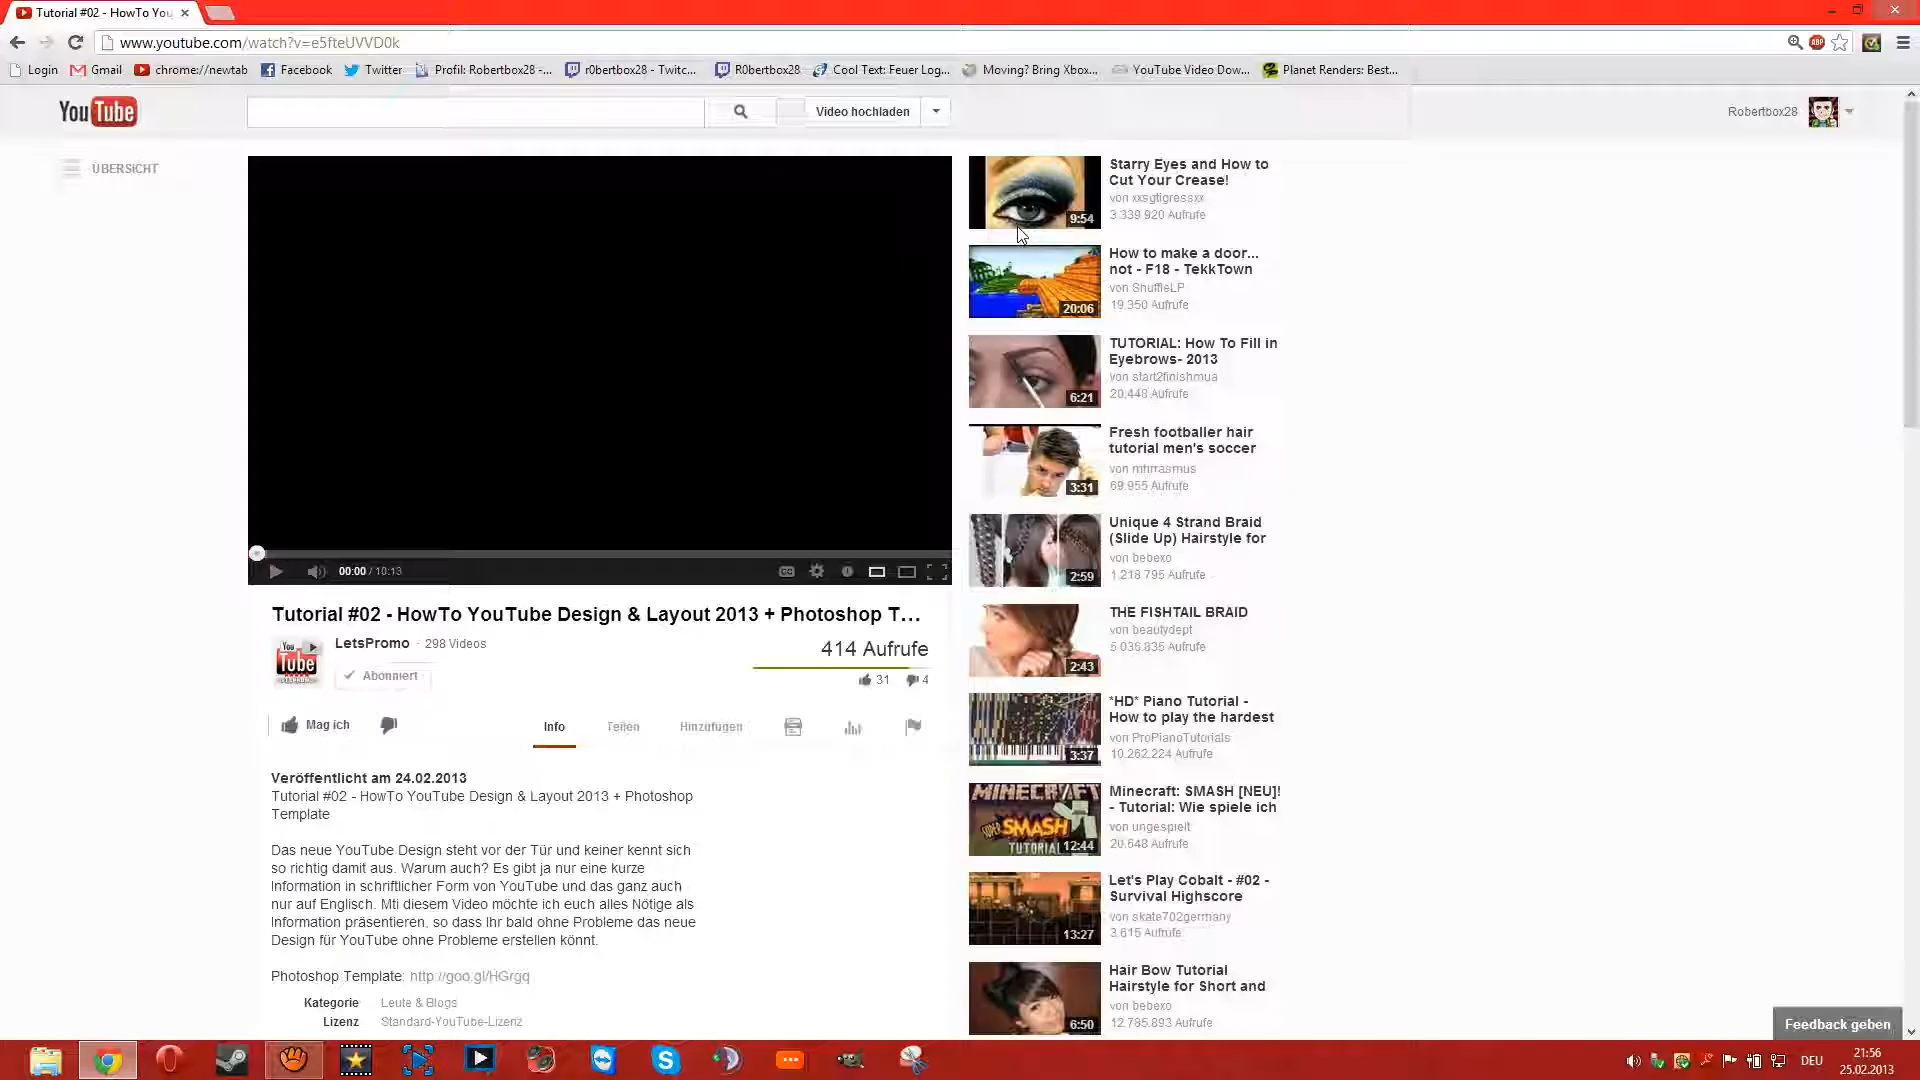 Tutorial #02 - HowTo You
www.youtube.com/watch?v=e5fteUVVD0k
Login
Gmail
chrome://newtab
Facebook
Twitter
Profil: Robertbox28 -...
r0bertbox28 - Twitc...
R0bertbox28
Cool Text: Feuer Log...
Moving? Bring Xbox...
YouTube Video Dow...
Planet Renders: Best...
YouTube
Video hochladen
Robertbox28
ÜBERSICHT
00:00 / 10:13
Tutorial #02 - HowTo YouTube Design & Layout 2013 + Photoshop T...
LetsPromo · 298 Videos
Abonniert
414 Aufrufe
31
4
Mag ich
Info
Teilen
Hinzufügen
Veröffentlicht am 24.02.2013
Tutorial #02 - HowTo YouTube Design & Layout 2013 + Photoshop
Template
Das neue YouTube Design steht vor der Tür und keiner kennt sich
so richtig damit aus. Warum auch? Es gibt ja nur eine kurze
Information in schriftlicher Form von YouTube und das ganz auch
nur auf Englisch. Mti diesem Video möchte ich euch alles Nötige als
Information präsentieren, so dass Ihr bald ohne Probleme das neue
Design für YouTube ohne Probleme erstellen könnt.
Photoshop Template: http://goo.gl/HGrgq
Kategorie Leute & Blogs
Lizenz Standard-YouTube-Lizenz
9:54
Starry Eyes and How to
Cut Your Crease!
von xxsgtigressxx
3.339.920 Aufrufe
20:06
How to make a door...
not - F18 - TekkTown
von ShuffleLP
19.350 Aufrufe
6:21
TUTORIAL: How To Fill in
Eyebrows- 2013
von start2finishmua
20.448 Aufrufe
3:31
Fresh footballer hair
tutorial men's soccer
von mhrrasmus
69.955 Aufrufe
2:59
Unique 4 Strand Braid
(Slide Up) Hairstyle for
von bebexo
1.218.795 Aufrufe
2:43
THE FISHTAIL BRAID
von beautydept
5.036.835 Aufrufe
3:37
*HD* Piano Tutorial -
How to play the hardest
von ProPianoTutorials
10.262.224 Aufrufe
MINECRAFT
SUPER
SMASH
TUTORIAL
12:44
Minecraft: SMASH [NEU]!
- Tutorial: Wie spiele ich
von ungespielt
20.648 Aufrufe
13:27
Let's Play Cobalt - #02 -
Survival Highscore
von skate702germany
3.615 Aufrufe
6:50
Hair Bow Tutorial
Hairstyle for Short and
von bebexo
12.785.893 Aufrufe
Feedback geben
DEU
21:56
25.02.2013